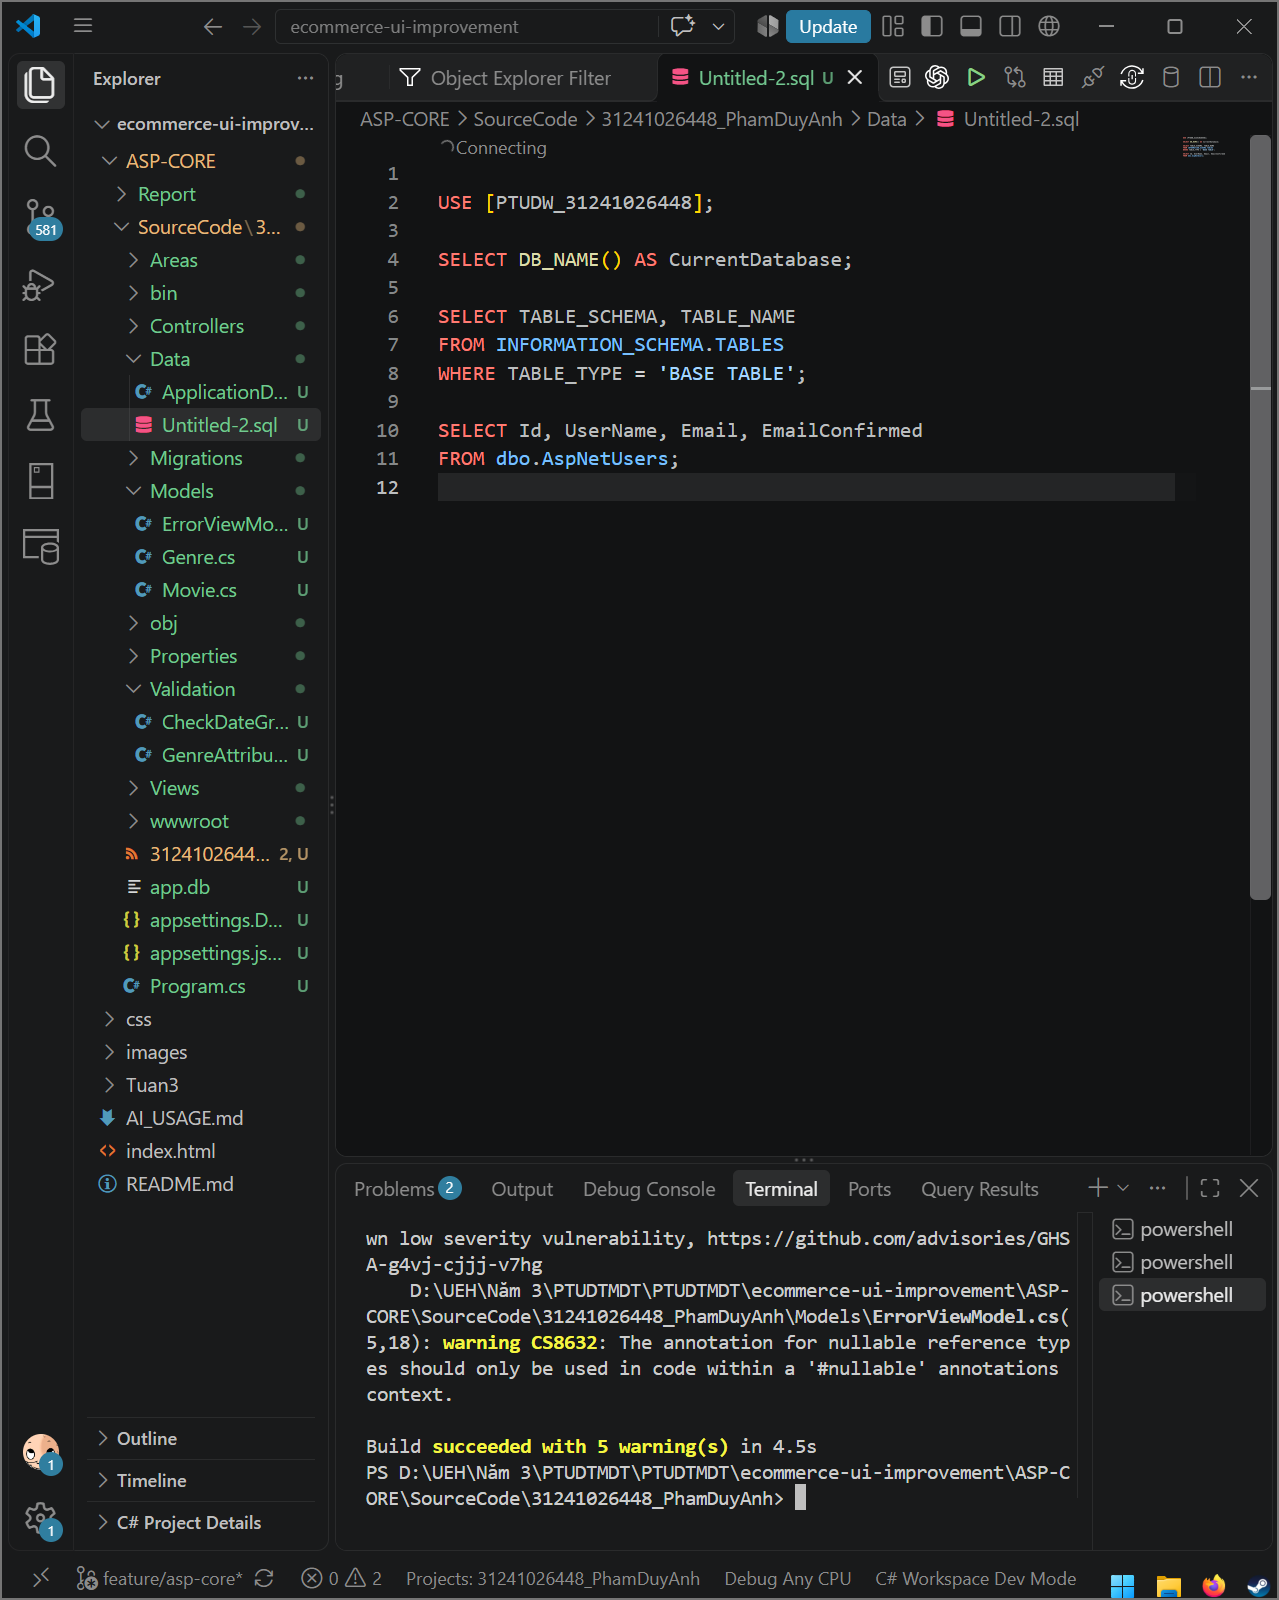 ecommerce-ui-improvement
Update
Explorer
ecommerce-ui-improv...
ASP-CORE
Report
SourceCode\3...
Areas
bin
Controllers
Data
C# ApplicationD... U
Untitled-2.sql U
Migrations
Models
C# ErrorViewMo... U
C# Genre.cs U
C# Movie.cs U
obj
Properties
Validation
C# CheckDateGr... U
C# GenreAttribu... U
Views
wwwroot
3124102644... 2, U
app.db U
{} appsettings.D... U
{} appsettings.js... U
C# Program.cs U
css
images
Tuan3
AI_USAGE.md
index.html
README.md
Outline
Timeline
C# Project Details
581
1
1
g
Object Explorer Filter
Untitled-2.sql U
ASP-CORE > SourceCode > 31241026448_PhamDuyAnh > Data > Untitled-2.sql
Connecting
1
2 USE [PTUDW_31241026448];
3
4 SELECT DB_NAME() AS CurrentDatabase;
5
6 SELECT TABLE_SCHEMA, TABLE_NAME
7 FROM INFORMATION_SCHEMA.TABLES
8 WHERE TABLE_TYPE = 'BASE TABLE';
9
10 SELECT Id, UserName, Email, EmailConfirmed
11 FROM dbo.AspNetUsers;
12
Problems 2 Output Debug Console Terminal Ports Query Results
wn low severity vulnerability, https://github.com/advisories/GHS
A-g4vj-cjjj-v7hg
D:\UEH\Năm 3\PTUDTMDT\PTUDTMDT\ecommerce-ui-improvement\ASP-
CORE\SourceCode\31241026448_PhamDuyAnh\Models\ErrorViewModel.cs(
5,18): warning CS8632: The annotation for nullable reference typ
es should only be used in code within a '#nullable' annotations
context.
Build succeeded with 5 warning(s) in 4.5s
PS D:\UEH\Năm 3\PTUDTMDT\PTUDTMDT\ecommerce-ui-improvement\ASP-C
ORE\SourceCode\31241026448_PhamDuyAnh>
powershell
powershell
powershell
feature/asp-core* 0 2 Projects: 31241026448_PhamDuyAnh Debug Any CPU C# Workspace Dev Mode